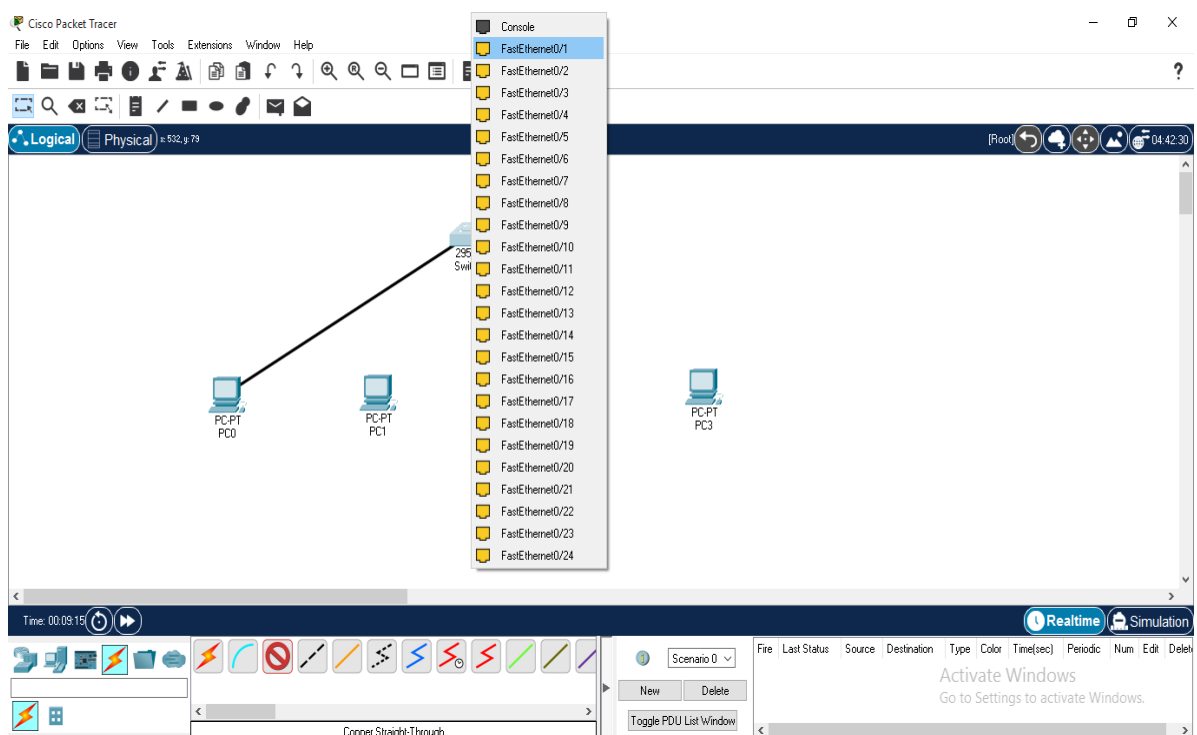 Cisco Packet Tracer
File Edit Options View Tools Extensions Window Help
Logical Physical x: 532, y: 79 [Root] 04:42:30
Console
FastEthernet0/1
FastEthernet0/2
FastEthernet0/3
FastEthernet0/4
FastEthernet0/5
FastEthernet0/6
FastEthernet0/7
FastEthernet0/8
FastEthernet0/9
FastEthernet0/10
FastEthernet0/11
FastEthernet0/12
FastEthernet0/13
FastEthernet0/14
FastEthernet0/15
FastEthernet0/16
FastEthernet0/17
FastEthernet0/18
FastEthernet0/19
FastEthernet0/20
FastEthernet0/21
FastEthernet0/22
FastEthernet0/23
FastEthernet0/24
295
Swit
PC-PT
PC0
PC-PT
PC1
PC-PT
PC3
Time: 00:09:15 Realtime Simulation
Scenario 0
New Delete
Toggle PDU List Window
Fire Last Status Source Destination Type Color Time(sec) Periodic Num Edit Delet
Activate Windows
Go to Settings to activate Windows.
Copper Straight-Through